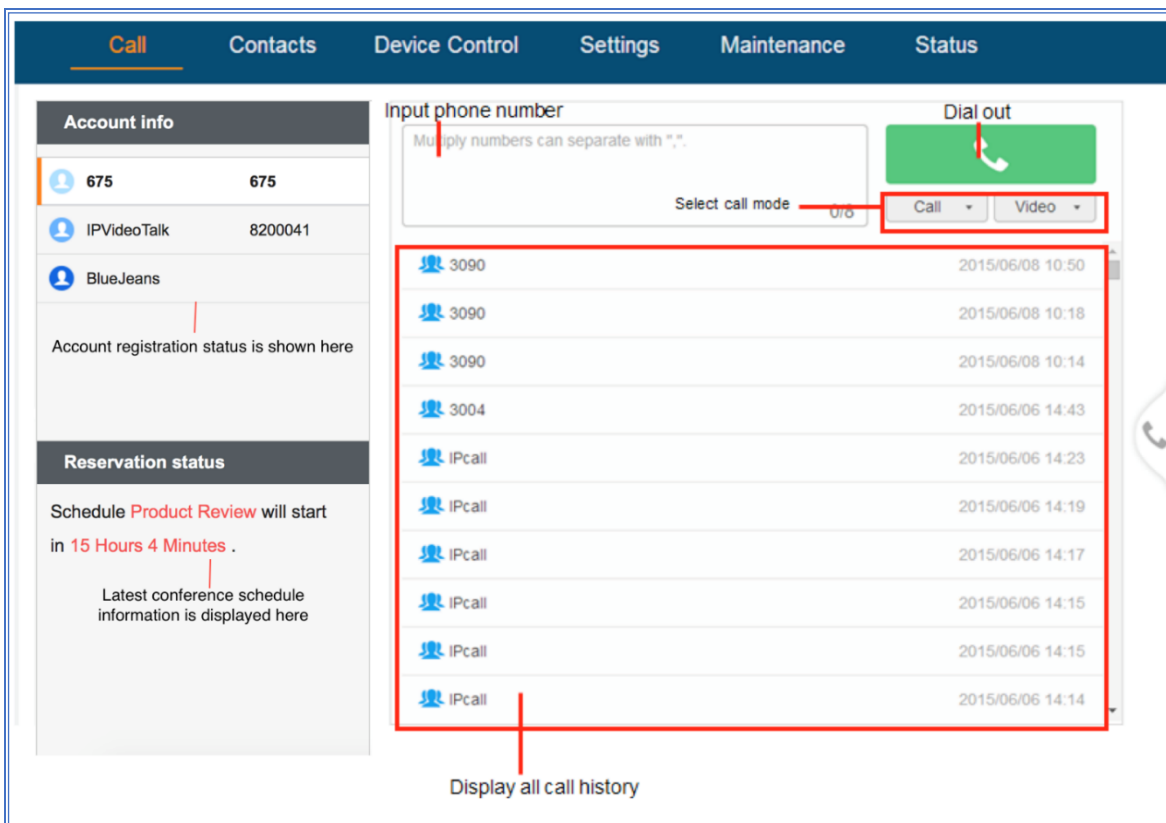 Call Contacts Device Control Settings Maintenance Status
Account info
675 675
IPVideoTalk 8200041
BlueJeans
Account registration status is shown here
Reservation status
Schedule Product Review will start
in 15 Hours 4 Minutes .
Latest conference schedule
information is displayed here
Input phone number
Dial out
Multiply numbers can separate with ",".
Select call mode
0/8
Call Video
3090 2015/06/08 10:50
3090 2015/06/08 10:18
3090 2015/06/08 10:14
3004 2015/06/06 14:43
IPcall 2015/06/06 14:23
IPcall 2015/06/06 14:19
IPcall 2015/06/06 14:17
IPcall 2015/06/06 14:15
IPcall 2015/06/06 14:15
IPcall 2015/06/06 14:14
Display all call history